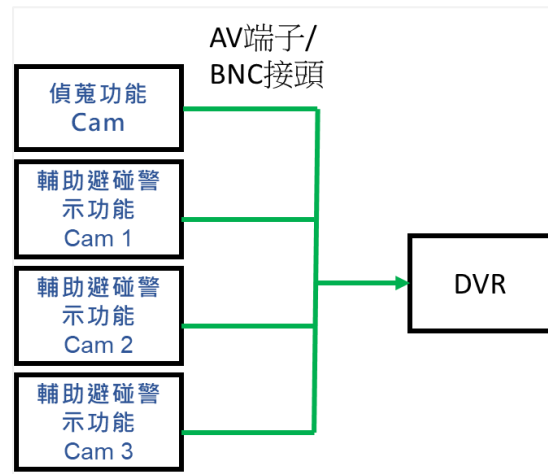 AV端子/
BNC接頭
偵蒐功能
Cam
輔助避碰警
示功能
Cam 1
輔助避碰警
示功能
Cam 2
輔助避碰警
示功能
Cam 3
DVR